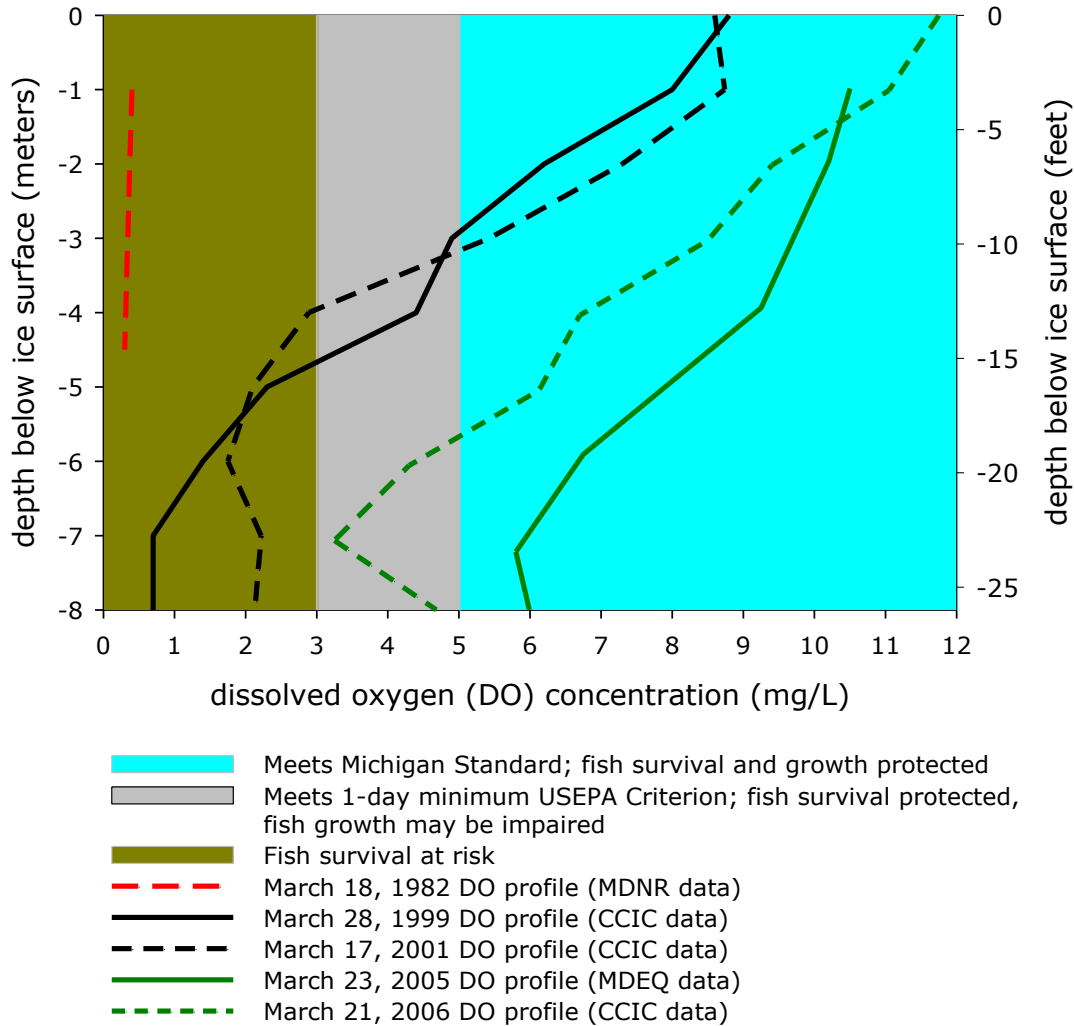 depth below ice surface (meters)
0
-1
-2
-3
-4
-5
-6
-7
-8
0
-5
-10
-15
-20
-25
depth below ice surface (feet)
0 1 2 3 4 5 6 7 8 9 10 11 12
dissolved oxygen (DO) concentration (mg/L)
Meets Michigan Standard; fish survival and growth protected
Meets 1-day minimum USEPA Criterion; fish survival protected,
fish growth may be impaired
Fish survival at risk
March 18, 1982 DO profile (MDNR data)
March 28, 1999 DO profile (CCIC data)
March 17, 2001 DO profile (CCIC data)
March 23, 2005 DO profile (MDEQ data)
March 21, 2006 DO profile (CCIC data)